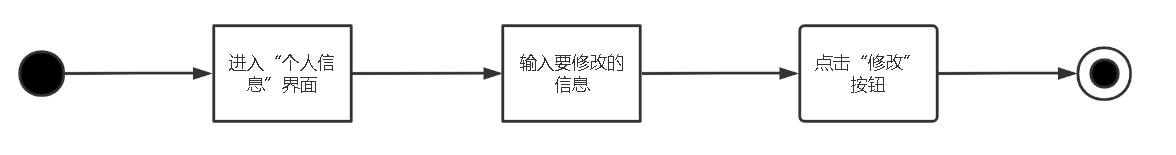 进入“个人信
息”界面
输入要修改的
信息
点击“修改”
按钮